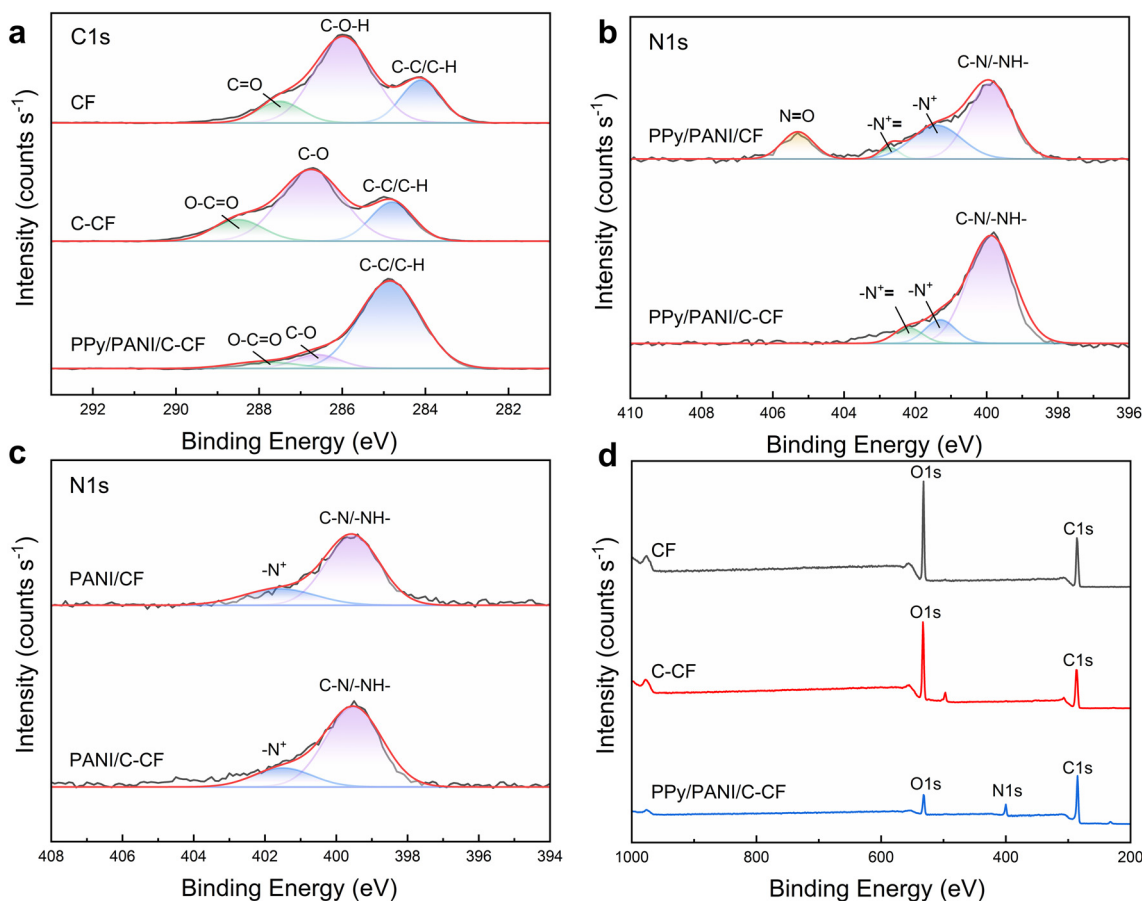 a
C1s
CF
C=O
C-O-H
C-C/C-H
C-CF
O-C=O
C-O
C-C/C-H
PPy/PANI/C-CF
O-C=O
C-O
C-C/C-H
292 290 288 286 284 282
Binding Energy (eV)
Intensity (counts s⁻¹)
b
N1s
PPy/PANI/CF
N=O
-N⁺=
-N⁺
C-N/-NH-
PPy/PANI/C-CF
-N⁺=
-N⁺
C-N/-NH-
410 408 406 404 402 400 398 396
Binding Energy (eV)
Intensity (counts s⁻¹)
c
N1s
PANI/CF
-N⁺
C-N/-NH-
PANI/C-CF
-N⁺
C-N/-NH-
408 406 404 402 400 398 396 394
Binding Energy (eV)
Intensity (counts s⁻¹)
d
CF
O1s
C1s
C-CF
O1s
C1s
PPy/PANI/C-CF
O1s
N1s
C1s
1000 800 600 400 200
Binding Energy (eV)
Intensity (counts s⁻¹)